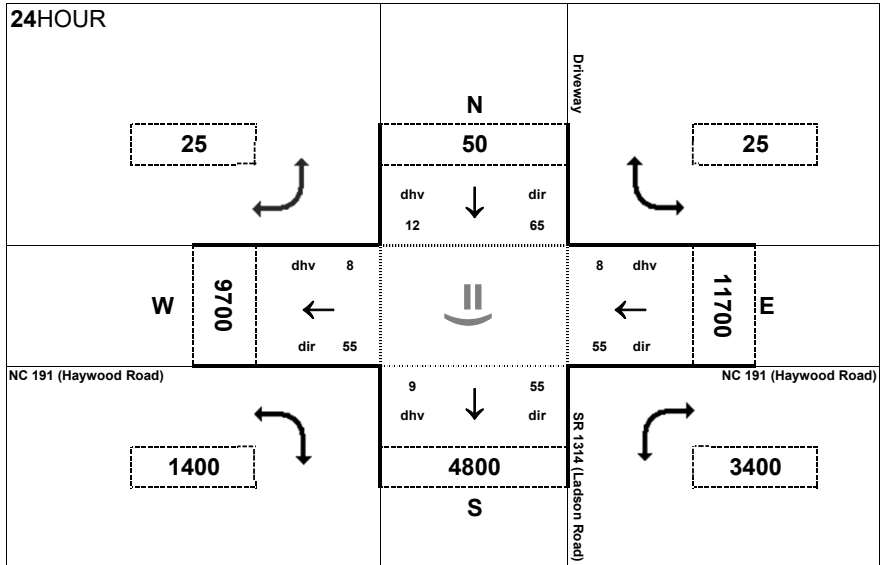 24HOUR
Driveway
N
25
50
25
dhv
dir
12
65
dhv 8
8 dhv
W
9700
11700
E
dir 55
55 dir
NC 191 (Haywood Road)
NC 191 (Haywood Road)
9
55
dhv
dir
SR 1314 (Ladson Road)
1400
4800
3400
S